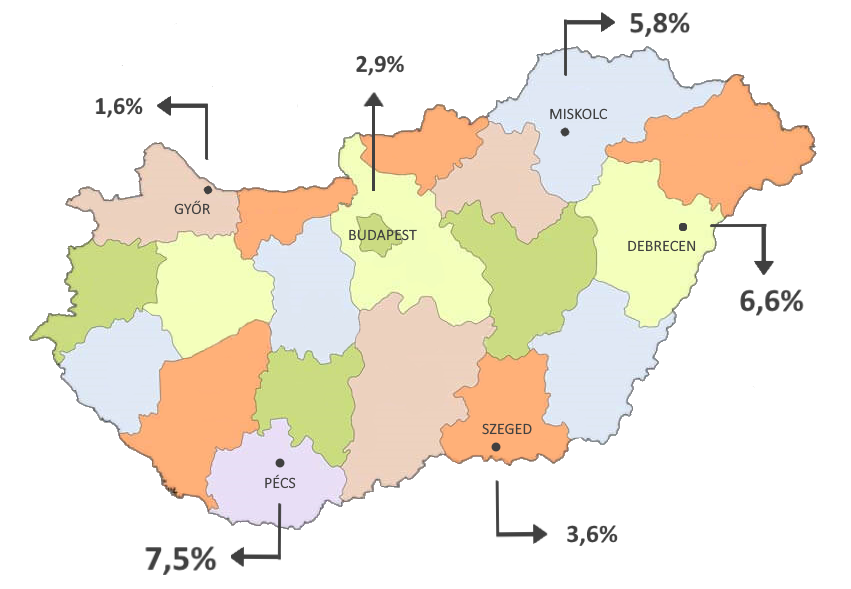 5,8%
2,9%
1,6%
MISKOLC
GYŐR
BUDAPEST
DEBRECEN
6,6%
SZEGED
PÉCS
3,6%
7,5%